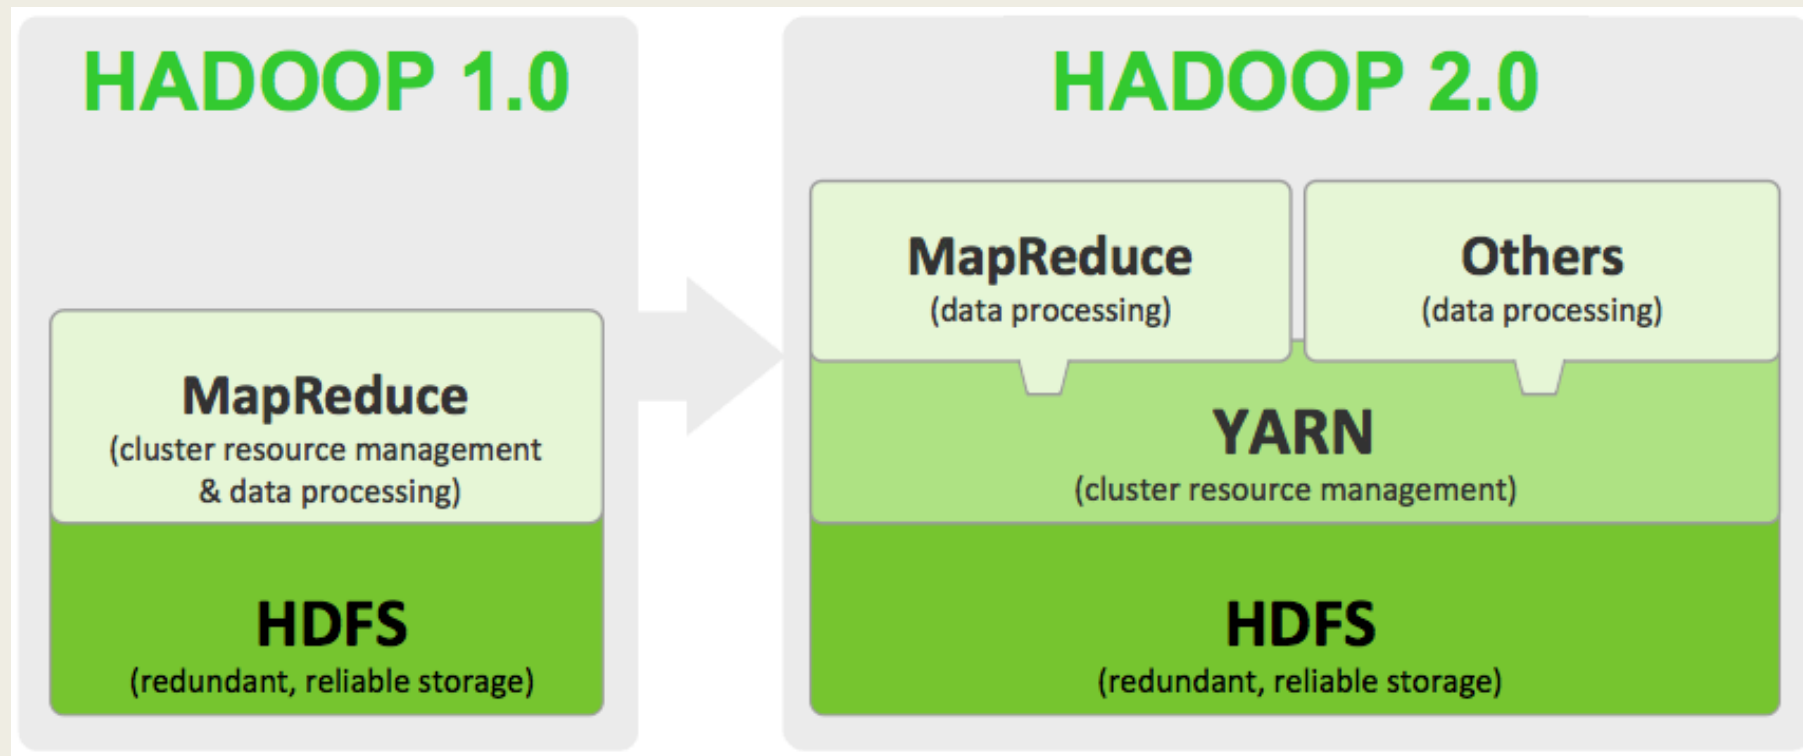 HADOOP 1.0
MapReduce
(cluster resource management
& data processing)
HDFS
(redundant, reliable storage)
HADOOP 2.0
MapReduce
(data processing)
Others
(data processing)
YARN
(cluster resource management)
HDFS
(redundant, reliable storage)